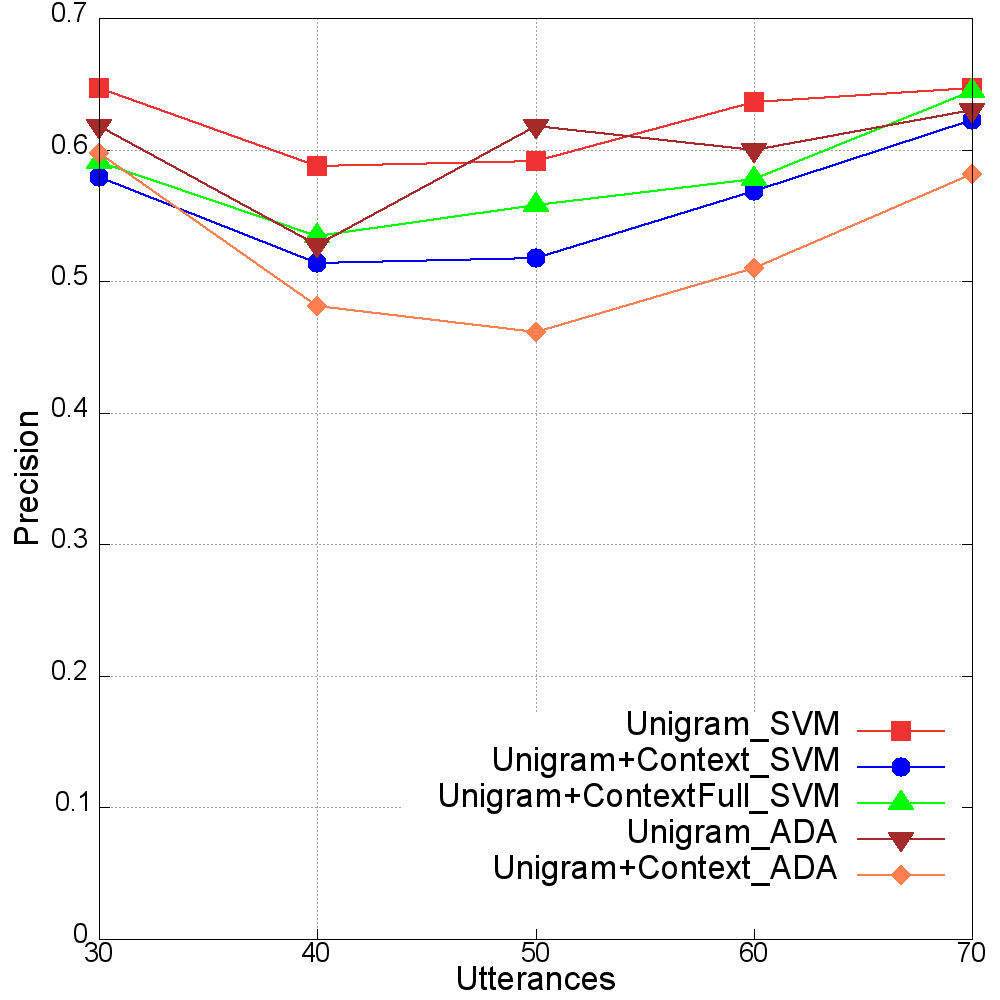 0.7
0.6
0.5
0.4
0.3
0.2
0.1
0
Precision
Unigram_SVM
Unigram+Context_SVM
Unigram+ContextFull_SVM
Unigram_ADA
Unigram+Context_ADA
30 40 50 60 70
Utterances